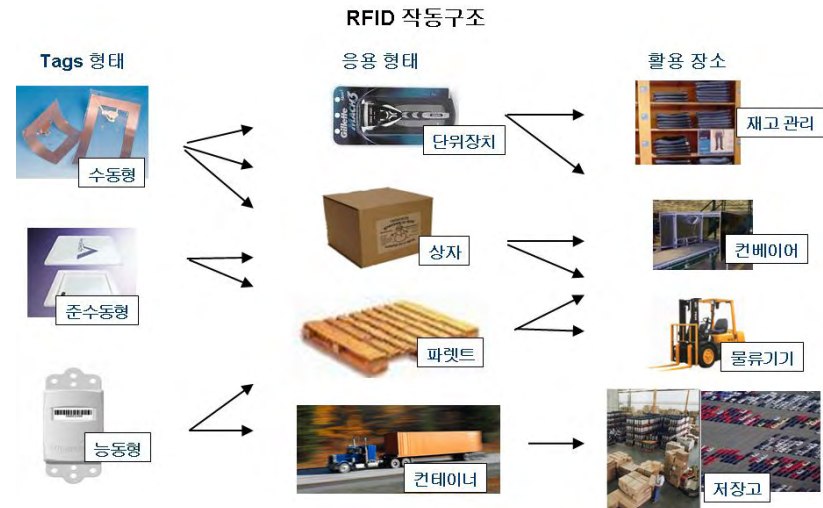 RFID 작동구조
Tags 형태
응용 형태
활용 장소
수동형
Gillette
MACH3
단위장치
재고 관리
준수동형
상자
컨베이어
파렛트
물류기기
능동형
컨테이너
저장고